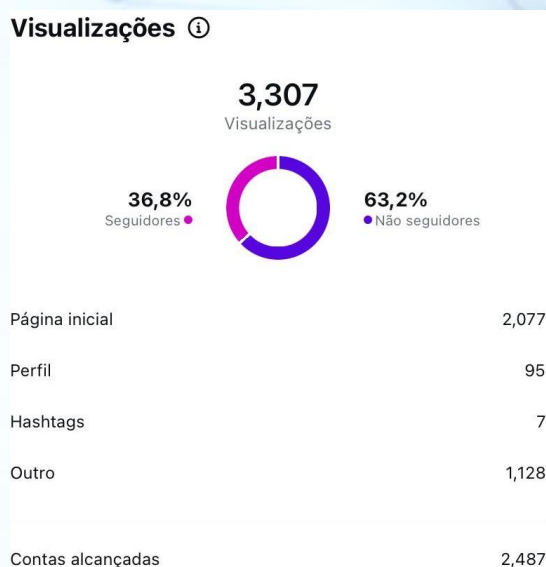 Visualizações
3,307
Visualizações
36,8%
Seguidores
63,2%
Não seguidores
Página inicial 2,077
Perfil 95
Hashtags 7
Outro 1,128
Contas alcançadas 2,487